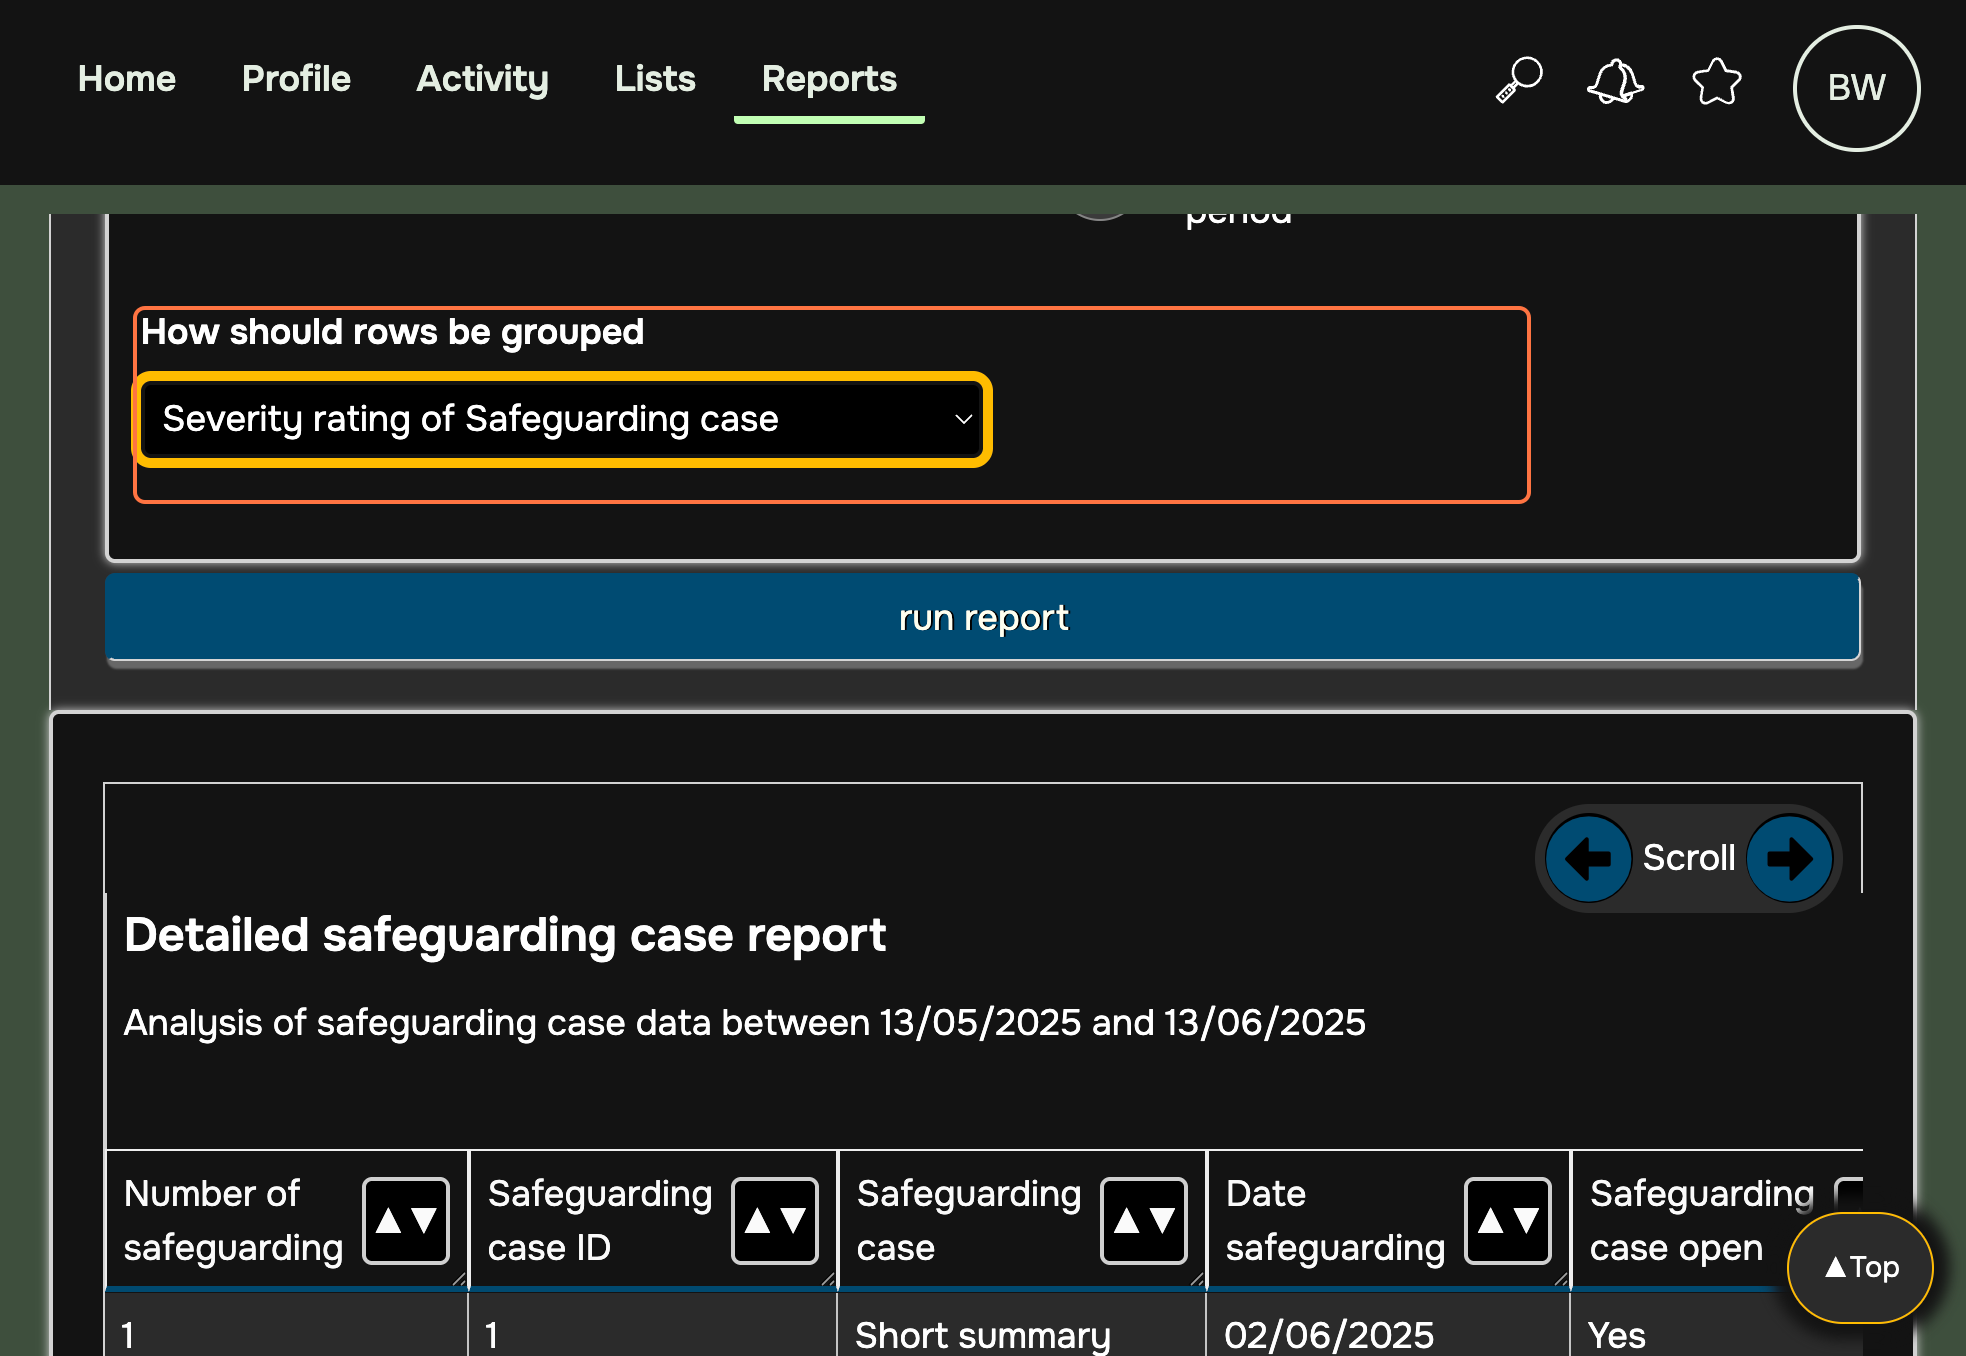 Home Profile Activity Lists Reports BW
period
How should rows be grouped
Severity rating of Safeguarding case
run report
Scroll
Detailed safeguarding case report
Analysis of safeguarding case data between 13/05/2025 and 13/06/2025
Number of safeguarding ▲▼ Safeguarding case ID ▲▼ Safeguarding case ▲▼ Date safeguarding ▲▼ Safeguarding case open
▲Top
1 1 Short summary 02/06/2025 Yes